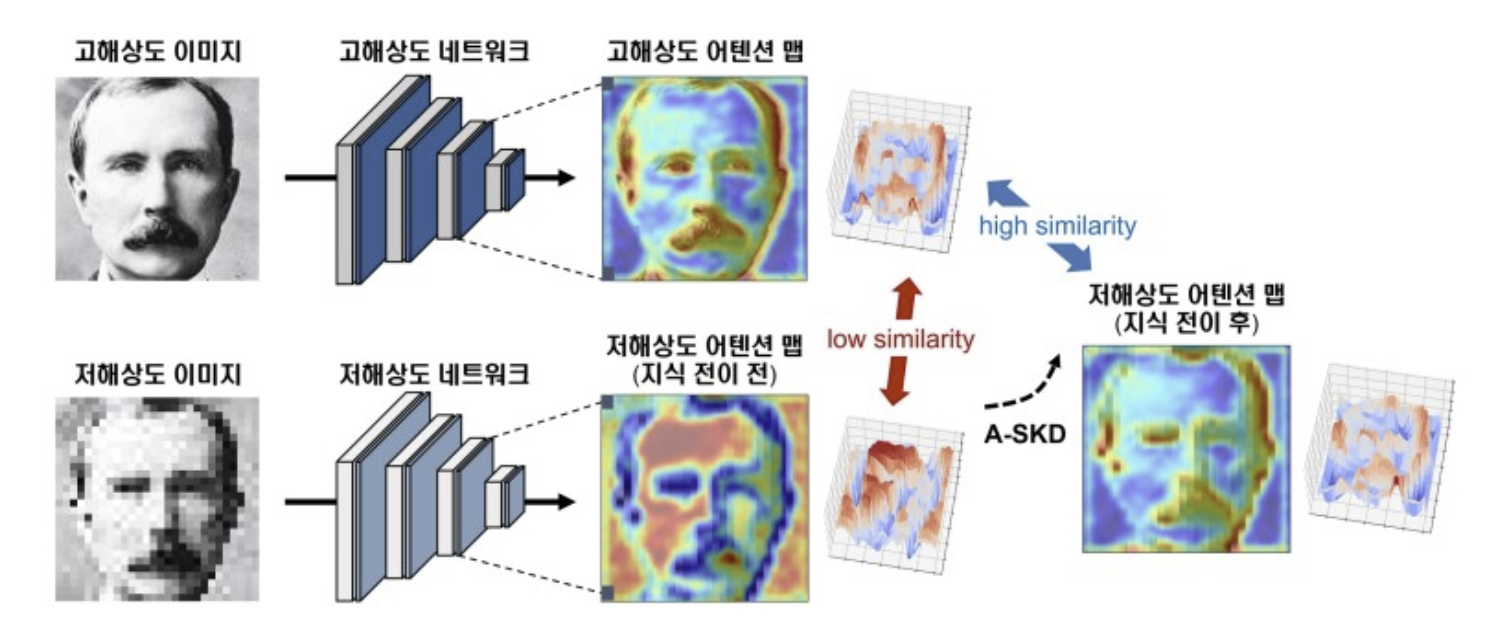 고해상도 이미지
고해상도 네트워크
고해상도 어텐션 맵
high similarity
저해상도 어텐션 맵
(지식 전이 후)
low similarity
저해상도 이미지
저해상도 네트워크
저해상도 어텐션 맵
(지식 전이 전)
A-SKD